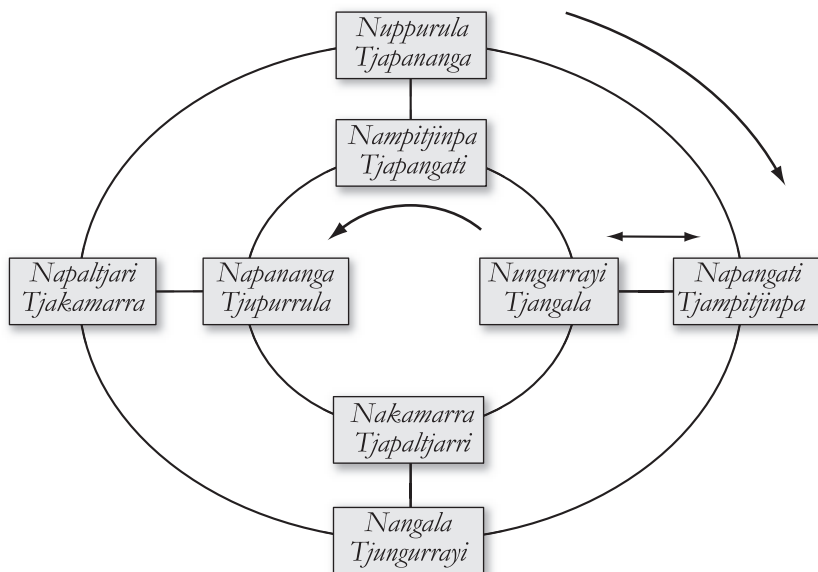 Nuppurula
Tjapananga
Nampitjinpa
Tjapangati
Napaltjari
Tjakamarra
Napananga
Tjupurrula
Nungurrayi
Tjangala
Napangati
Tjampitjinpa
Nakamarra
Tjapaltjarri
Nangala
Tjungurrayi